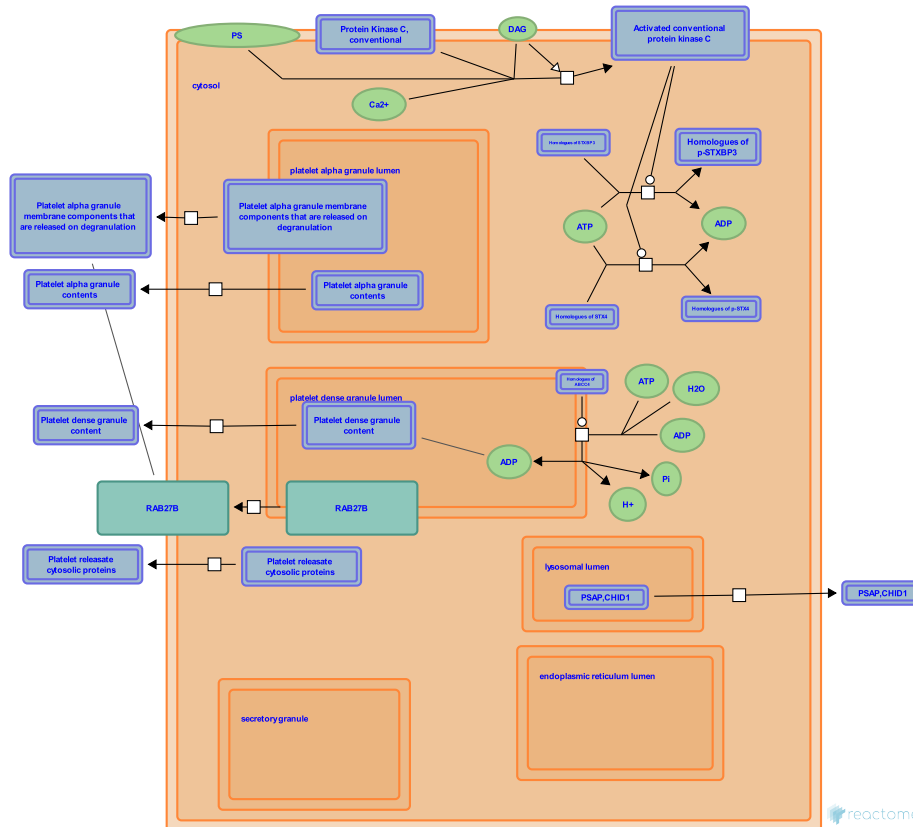 PS
Protein Kinase C,
conventional
DAG
Activated conventional
protein kinase C
cytosol
Ca2+
Homologues of STXBP3
Homologues of
p-STXBP3
platelet alpha granule lumen
Platelet alpha granule
membrane components that
are released on degranulation
Platelet alpha granule membrane
components that are released on
degranulation
ATP
ADP
Platelet alpha granule
contents
Platelet alpha granule
contents
Homologues of STX4
Homologues of p-STX4
Homologues of
ABCC4
ATP
H2O
platelet dense granule lumen
Platelet dense granule
content
Platelet dense granule
content
ADP
ADP
Pi
H+
RAB27B
RAB27B
Platelet releasate
cytosolic proteins
Platelet releasate
cytosolic proteins
lysosomal lumen
PSAP,CHID1
PSAP,CHID1
endoplasmic reticulum lumen
secretory granule
reactome